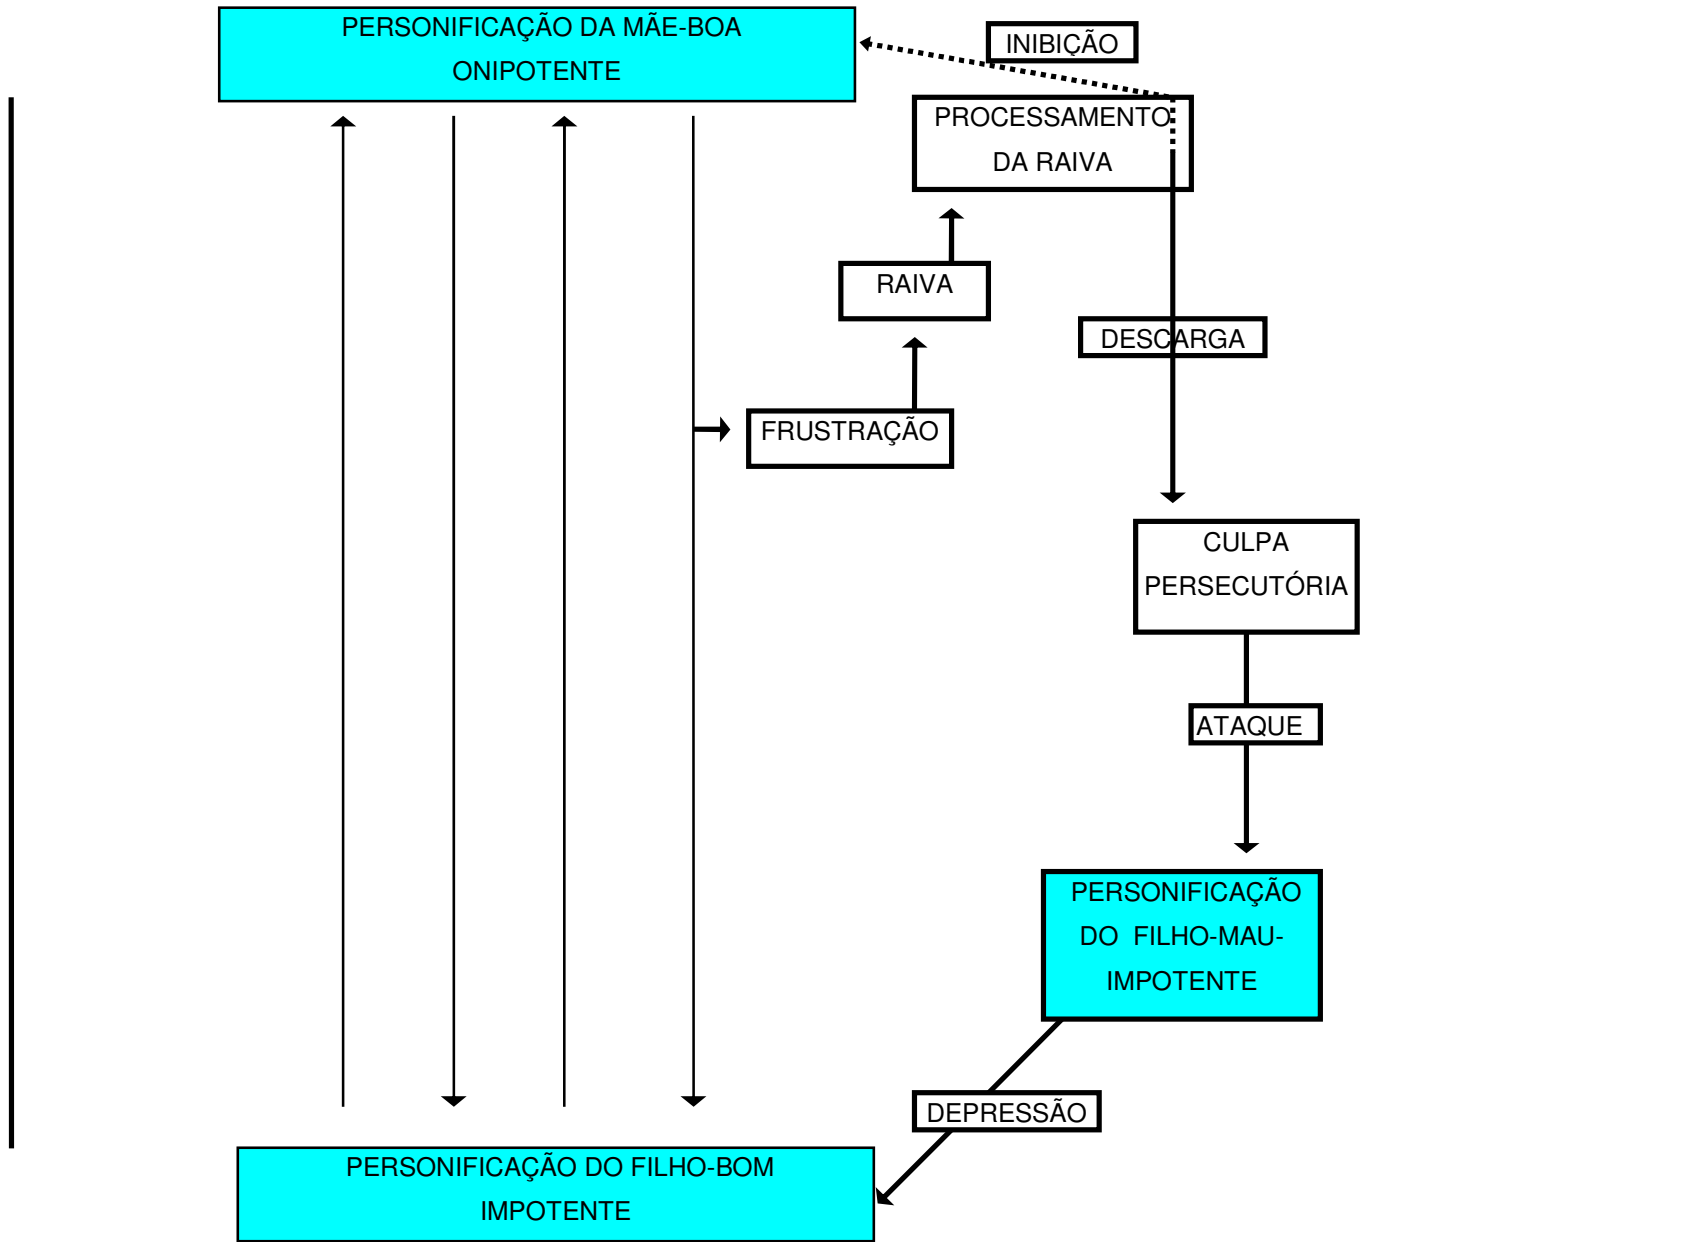 PERSONIFICAÇÃO DA MÃE-BOA
ONIPOTENTE
INIBIÇÃO
PROCESSAMENTO
DA RAIVA
RAIVA
DESCARGA
FRUSTRAÇÃO
CULPA
PERSECUTÓRIA
ATAQUE
PERSONIFICAÇÃO
DO FILHO-MAU-
IMPOTENTE
DEPRESSÃO
PERSONIFICAÇÃO DO FILHO-BOM
IMPOTENTE